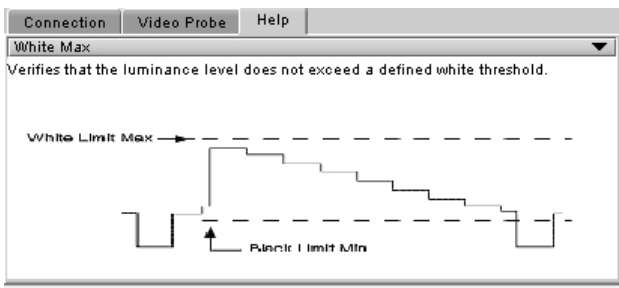 Connection Video Probe Help
White Max
Verifies that the luminance level does not exceed a defined white threshold.
White Limit Max
Black Limit Min